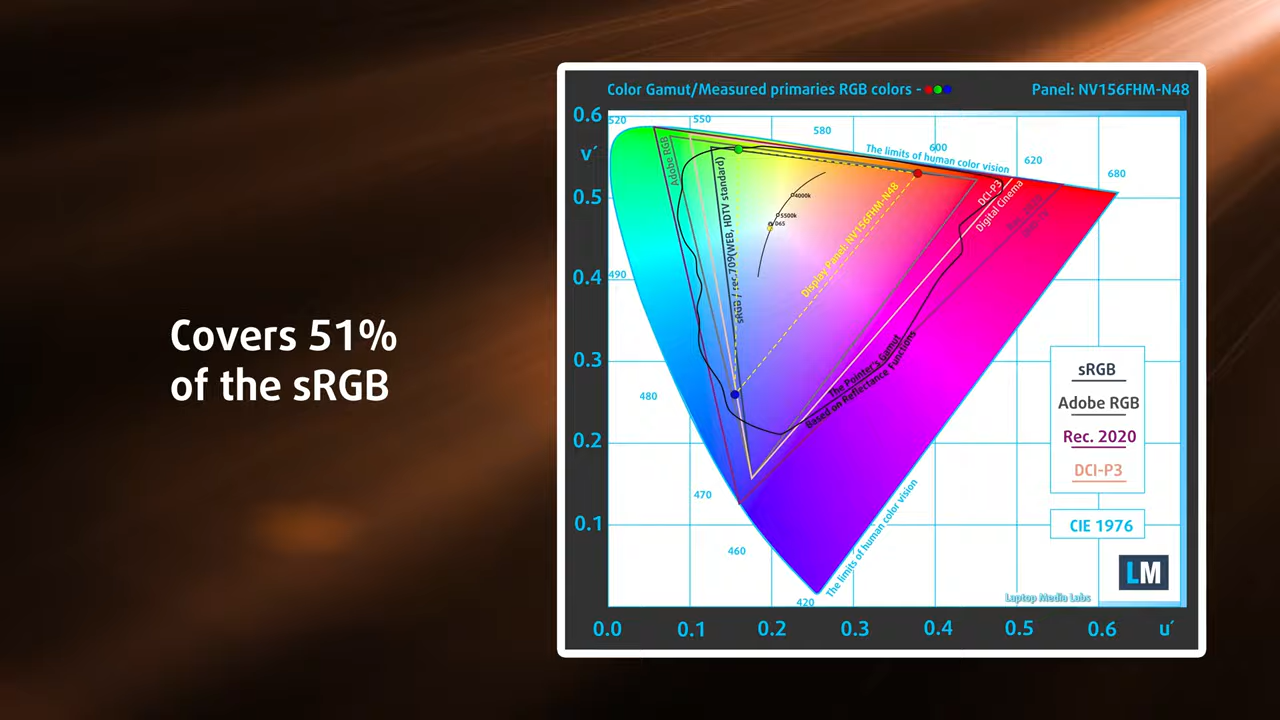 Covers 51%
of the sRGB
Color Gamut/Measured primaries RGB colors -
Panel: NV156FHM-N48
0.6
v´
0.5
0.4
0.3
0.2
0.1
0.0
0.1
0.2
0.3
0.4
0.5
0.6
u´
520
550
580
600
620
680
490
480
470
460
420
The limits of human color vision
Adobe RGB
sRGB / rec.709(WEB, HDTV standard)
4000k
5500k
D65
Display Panel: NV156FHM-N48
DCI-P3
Digital Cinema
Rec. 2020
The Pointer's Gamut
Based on Reflectance Functions
The limits of human color vision
sRGB
Adobe RGB
Rec. 2020
DCI-P3
CIE 1976
LM
Laptop Media Labs